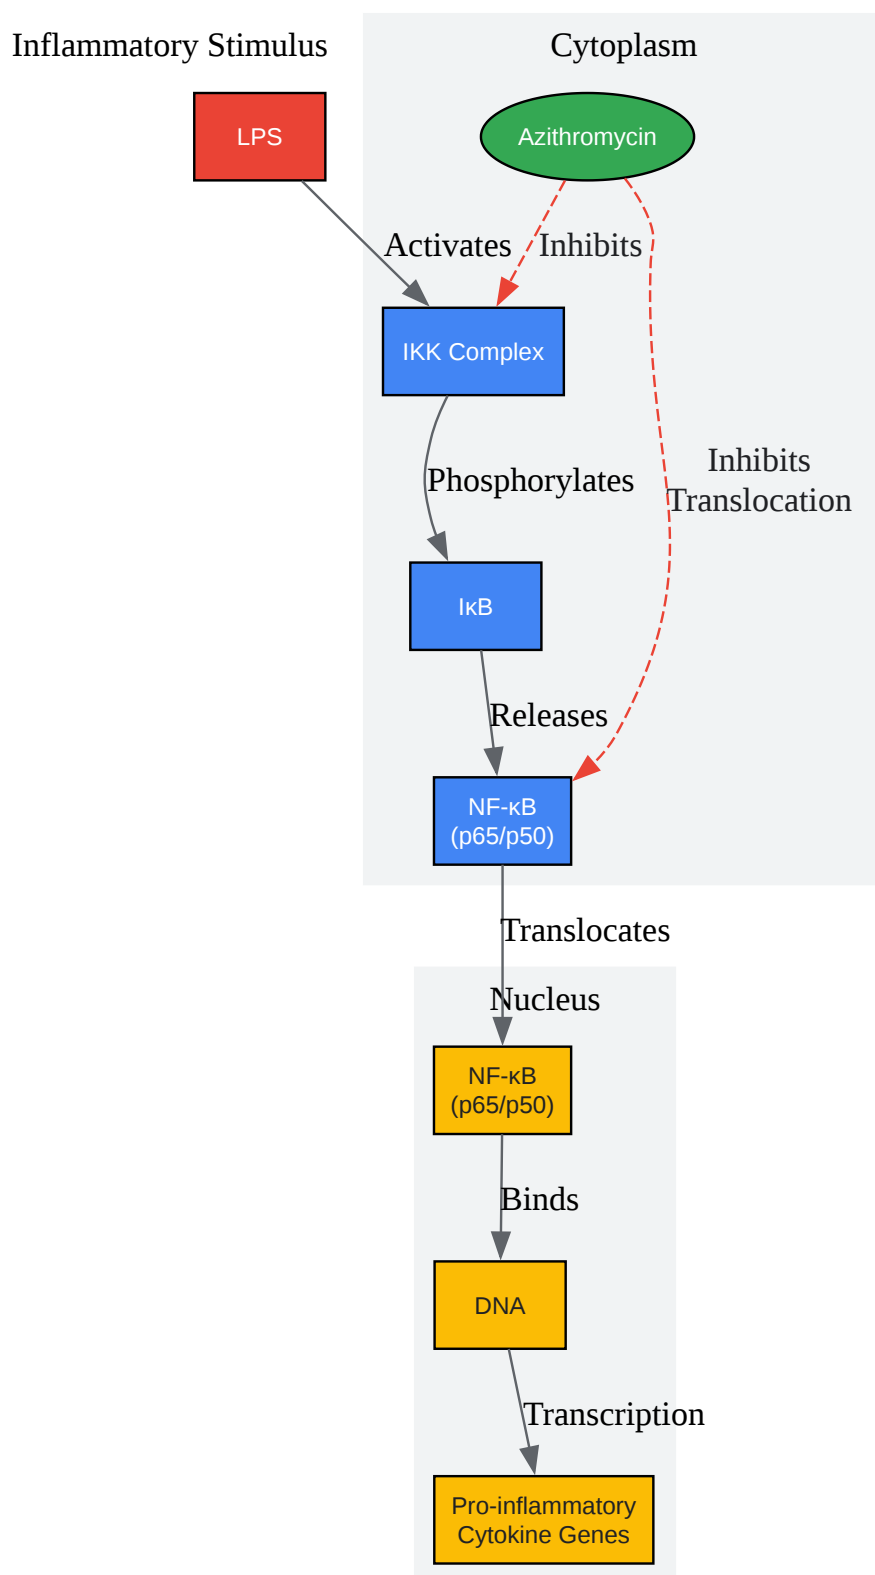 Inflammatory Stimulus
Cytoplasm
LPS
Azithromycin
Activates
Inhibits
IKK Complex
Phosphorylates
Inhibits
Translocation
IκB
Releases
NF-κB
(p65/p50)
Translocates
Nucleus
NF-κB
(p65/p50)
Binds
DNA
Transcription
Pro-inflammatory
Cytokine Genes